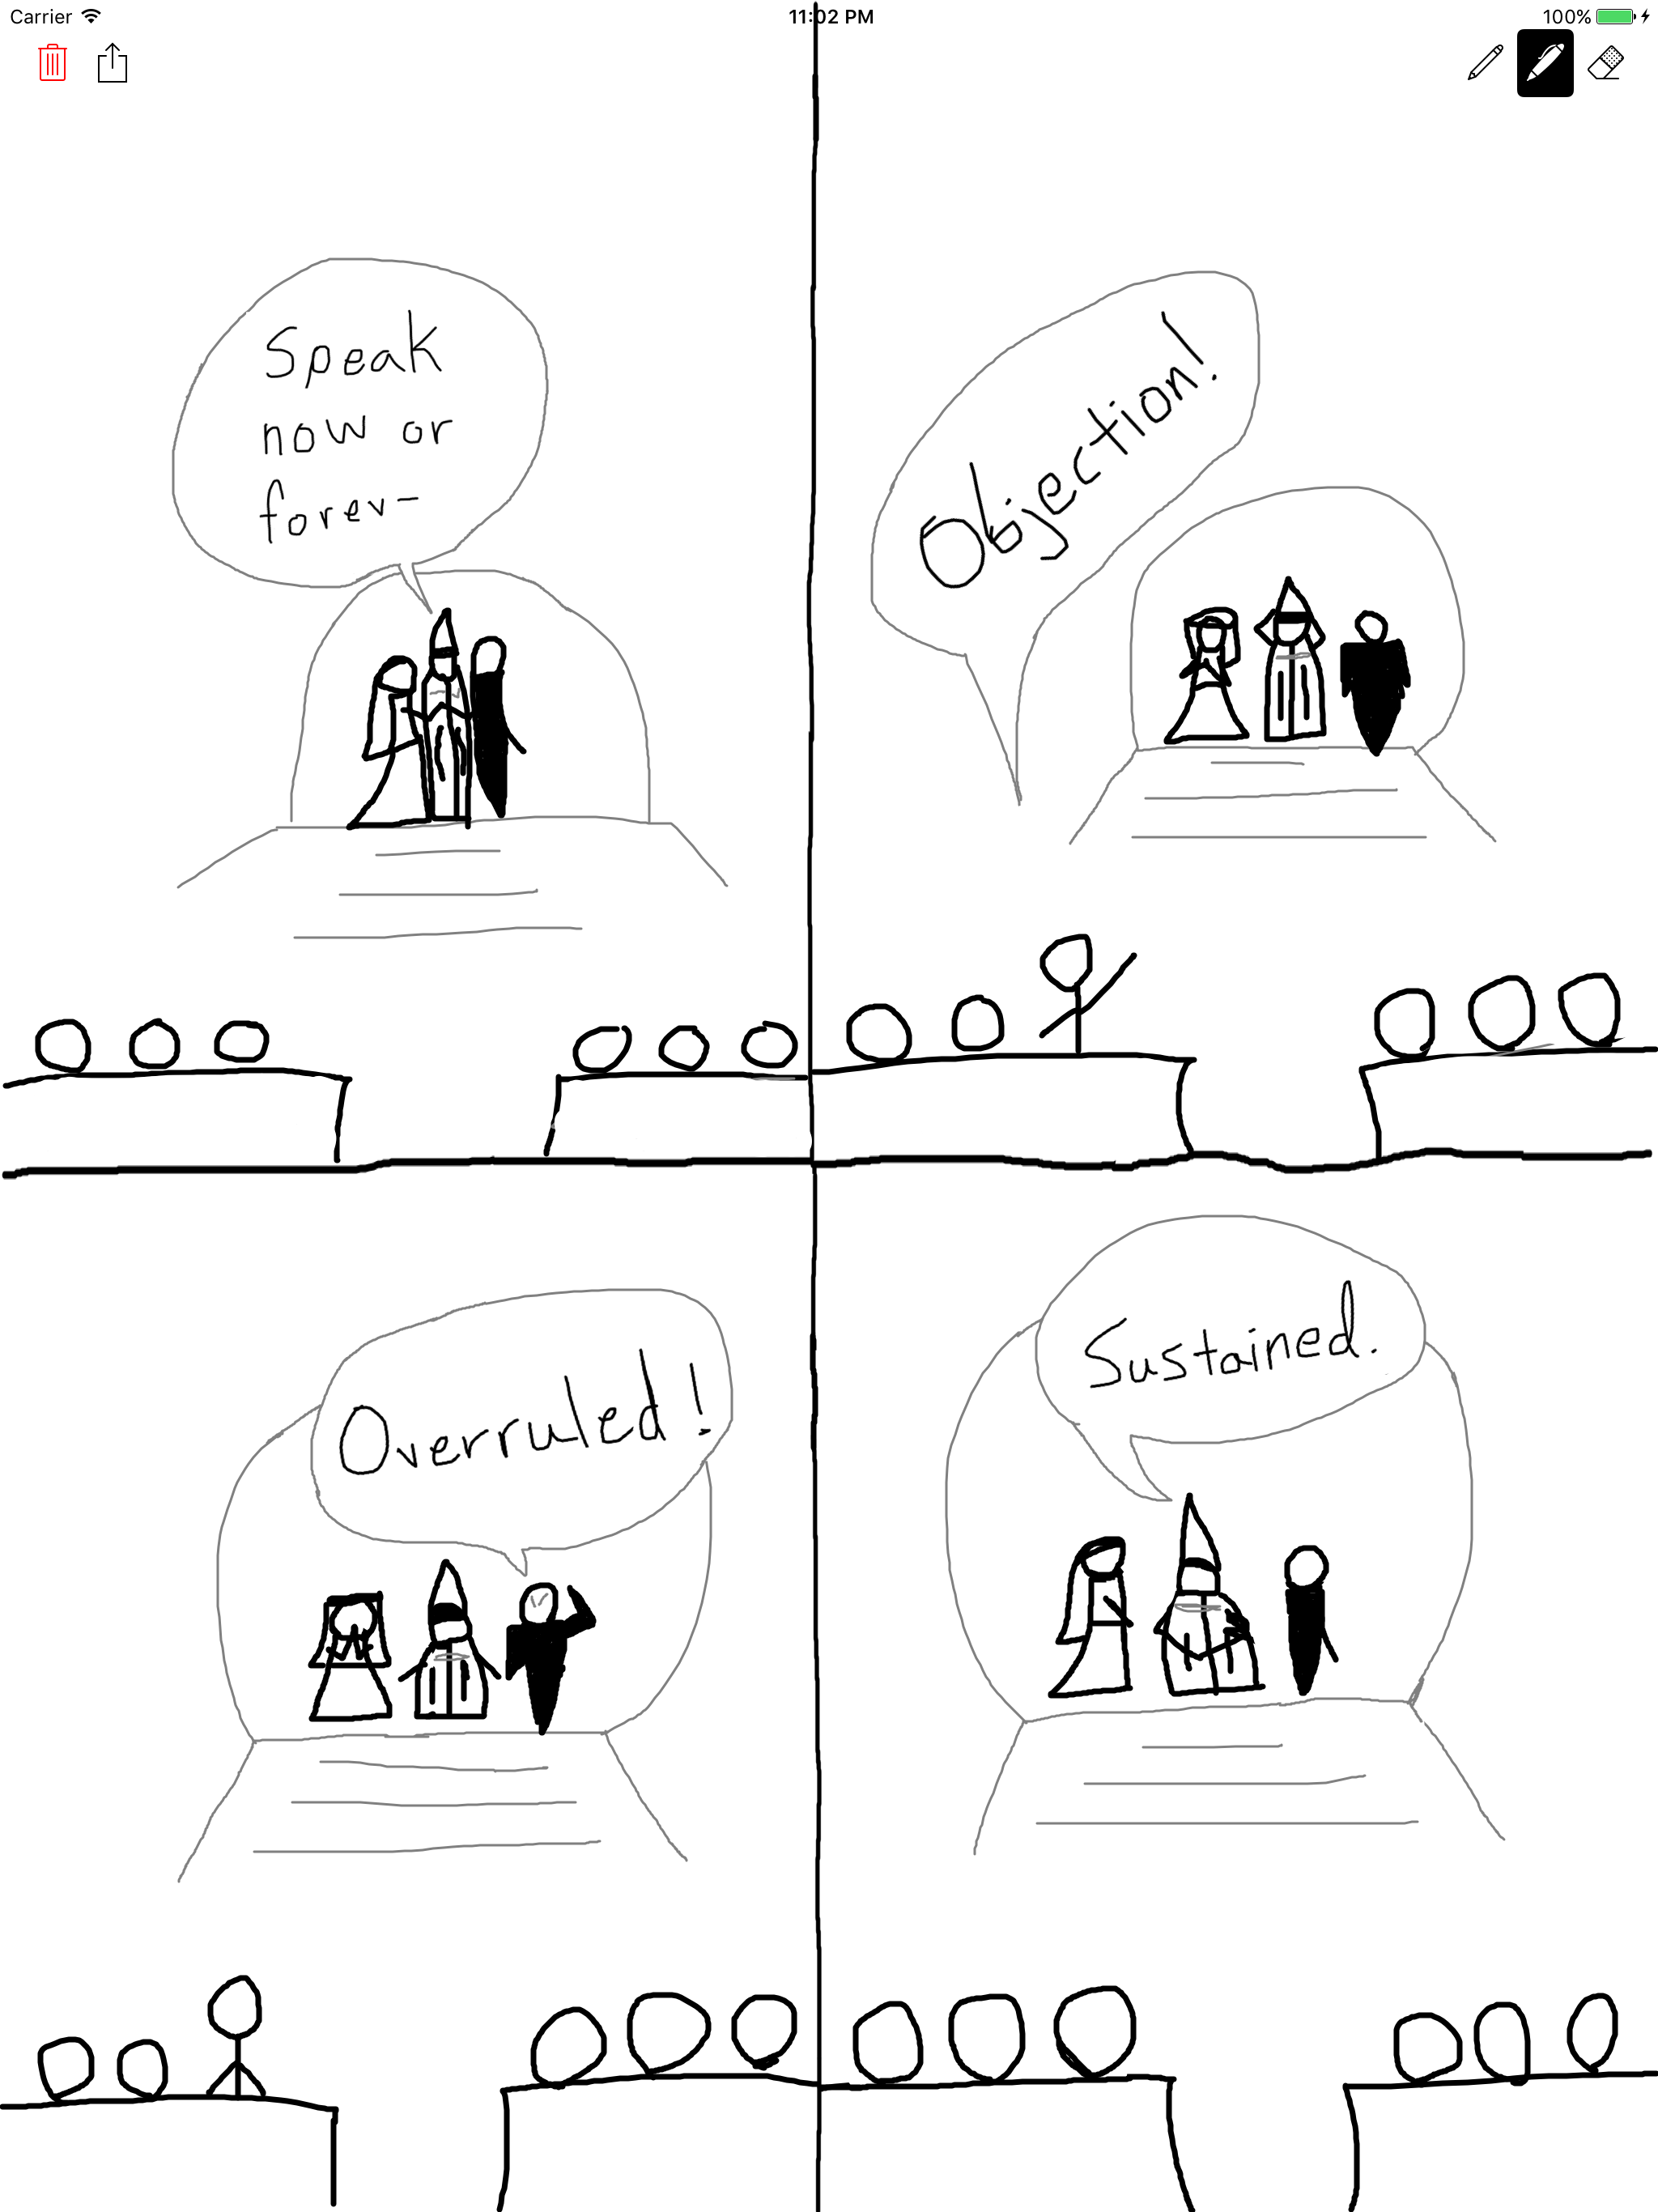 Carrier 11:02 PM 100%
Speak
now or
forev-
Objection!
Overruled!
Sustained.